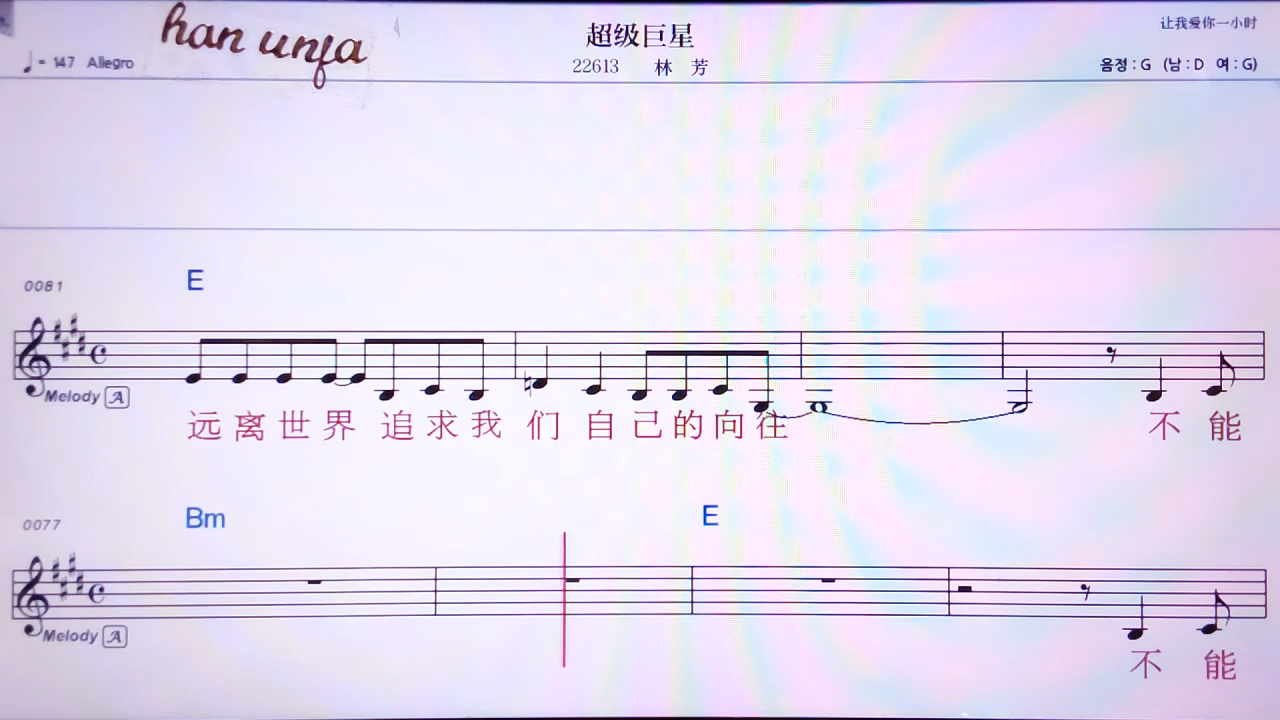 han unja
超级巨星
让我爱你一小时
♩= 147 Allegro
22613 林 芳
음정 : G (남 : D 여 : G)
0081
E
Melody A
远 离 世 界 追 求 我 们 自 己 的 向 往 不 能
0077
Bm E
Melody A
不 能